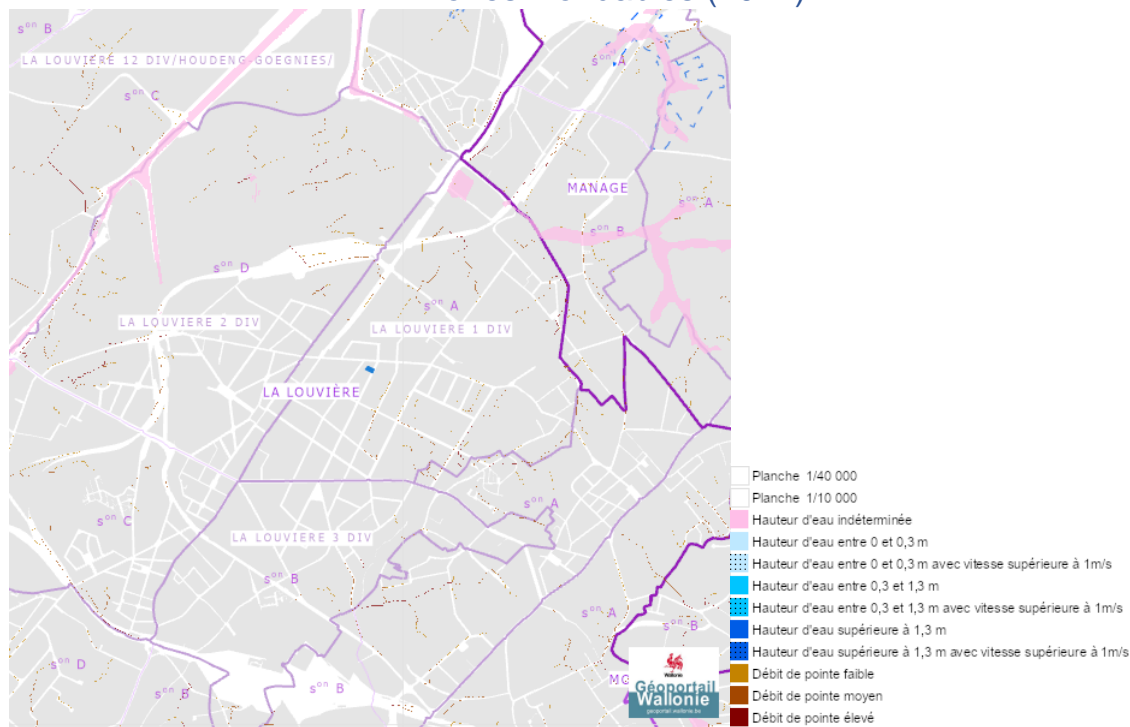 sᵒⁿ B
LA LOUVIERE 12 DIV/HOUDENG-GOEGNIES/
sᵒⁿ A
sᵒⁿ C
MANAGE
sᵒⁿ A
sᵒⁿ B
sᵒⁿ D
sᵒⁿ A
LA LOUVIERE 2 DIV
LA LOUVIERE 1 DIV
LA LOUVIÈRE
sᵒⁿ A
sᵒⁿ C
LA LOUVIERE 3 DIV
sᵒⁿ B
sᵒⁿ A
sᵒⁿ B
sᵒⁿ D
sᵒⁿ B
sᵒⁿ B
Wallonie
Géoportail
Wallonie
geoportail.wallonie.be
Planche 1/40 000
Planche 1/10 000
Hauteur d'eau indéterminée
Hauteur d'eau entre 0 et 0,3 m
Hauteur d'eau entre 0 et 0,3 m avec vitesse supérieure à 1m/s
Hauteur d'eau entre 0,3 et 1,3 m
Hauteur d'eau entre 0,3 et 1,3 m avec vitesse supérieure à 1m/s
Hauteur d'eau supérieure à 1,3 m
Hauteur d'eau supérieure à 1,3 m avec vitesse supérieure à 1m/s
Débit de pointe faible
Débit de pointe moyen
Débit de pointe élevé